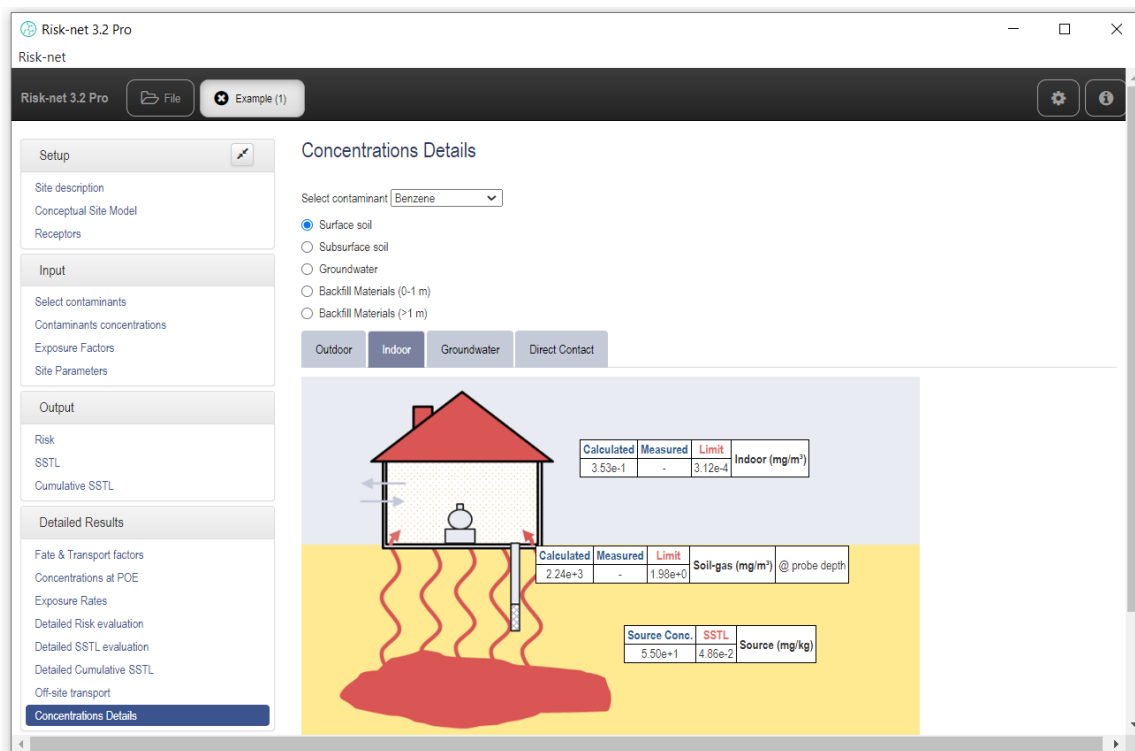 Risk-net 3.2 Pro
Risk-net
Risk-net 3.2 Pro
File
Example (1)
Setup
Site description
Conceptual Site Model
Receptors
Input
Select contaminants
Contaminants concentrations
Exposure Factors
Site Parameters
Output
Risk
SSTL
Cumulative SSTL
Detailed Results
Fate & Transport factors
Concentrations at POE
Exposure Rates
Detailed Risk evaluation
Detailed SSTL evaluation
Detailed Cumulative SSTL
Off-site transport
Concentrations Details
Concentrations Details
Select contaminant Benzene
Surface soil
Subsurface soil
Groundwater
Backfill Materials (0-1 m)
Backfill Materials (>1 m)
Outdoor Indoor Groundwater Direct Contact
Calculated Measured Limit Indoor (mg/m³)
3.53e-1 - 3.12e-4
Calculated Measured Limit Soil-gas (mg/m³) @ probe depth
2.24e+3 - 1.98e+0
Source Conc. SSTL Source (mg/kg)
5.50e+1 4.86e-2